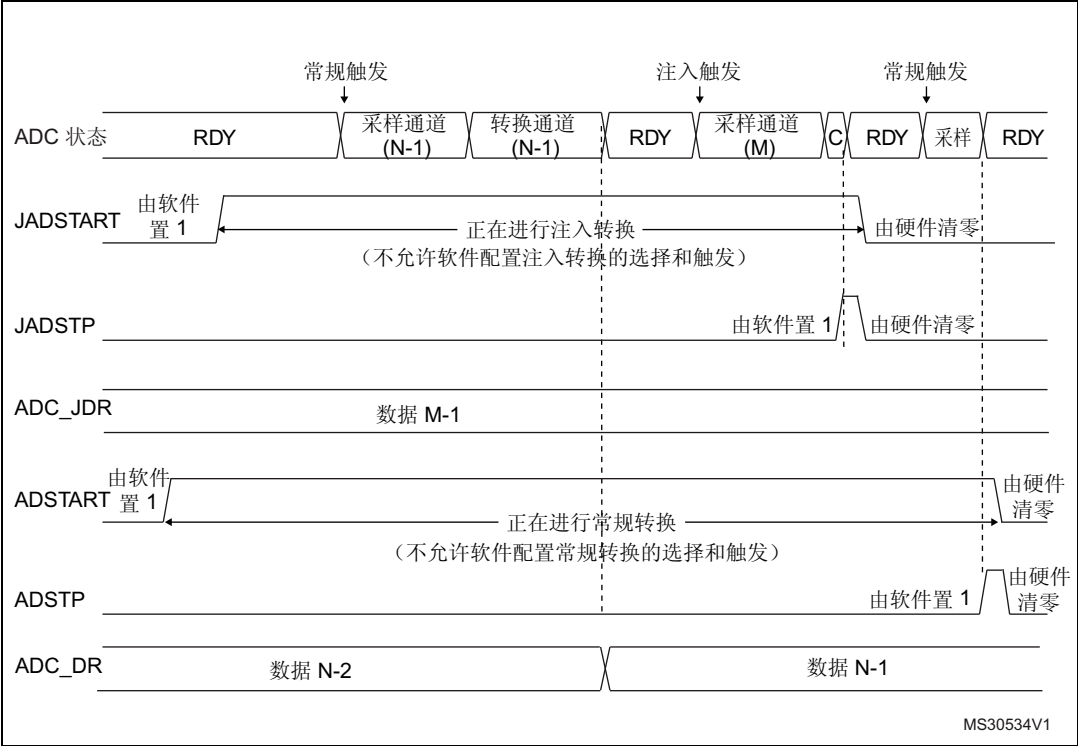 常规触发 注入触发 常规触发
ADC 状态 RDY 采样通道 (N-1) 转换通道 (N-1) RDY 采样通道 (M) C RDY 采样 RDY
JADSTART 由软件 置 1 正在进行注入转换 由硬件清零
（不允许软件配置注入转换的选择和触发）
JADSTP 由软件置 1 由硬件清零
ADC_JDR 数据 M-1
ADSTART 由软件 置 1 正在进行常规转换 由硬件 清零
（不允许软件配置常规转换的选择和触发）
ADSTP 由软件置 1 由硬件 清零
ADC_DR 数据 N-2 数据 N-1
MS30534V1